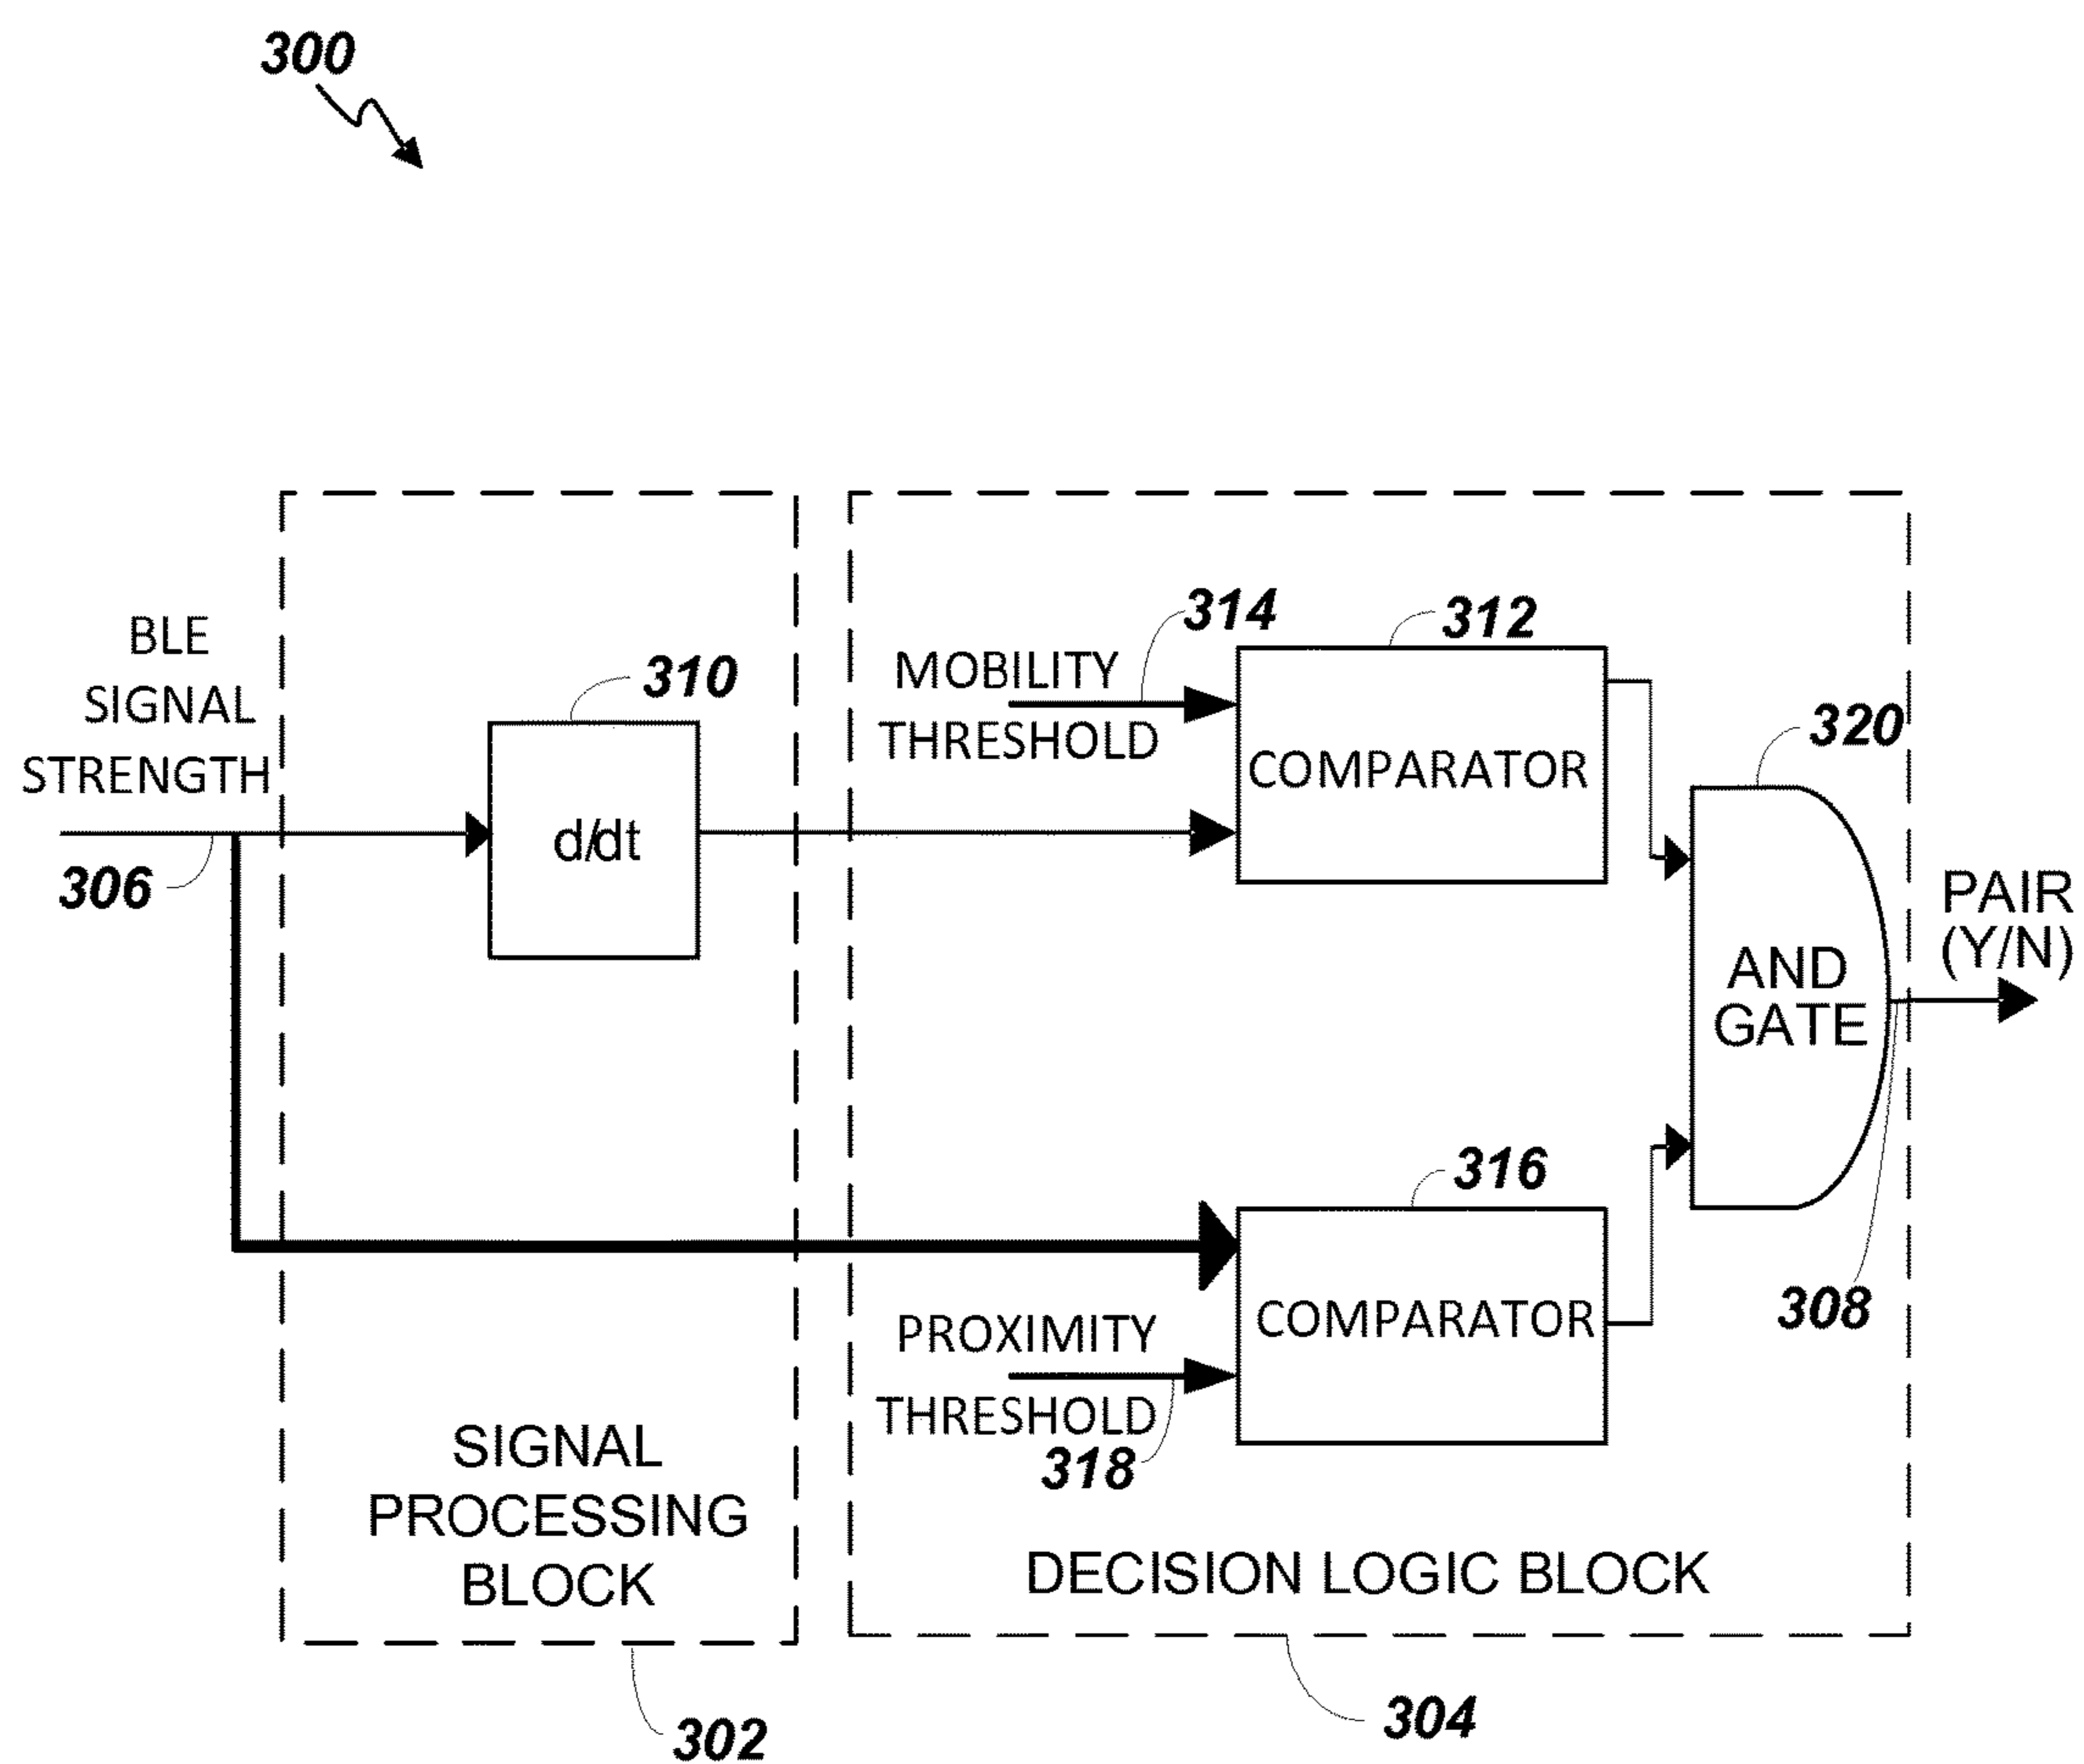 300
BLE
SIGNAL
STRENGTH
306
310
d/dt
SIGNAL
PROCESSING
BLOCK
302
314
MOBILITY
THRESHOLD
312
COMPARATOR
316
COMPARATOR
PROXIMITY
THRESHOLD
318
320
AND
GATE
PAIR
(Y/N)
308
DECISION LOGIC BLOCK
304